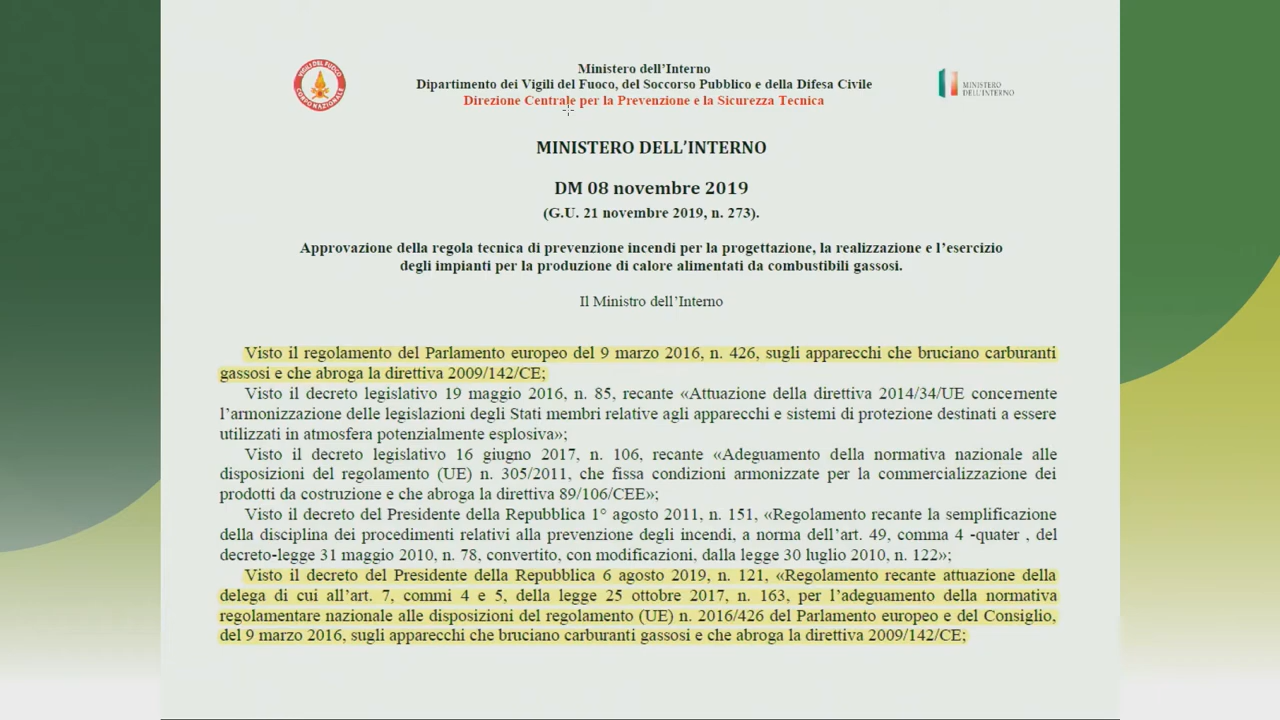 VIGILI DEL FUOCO
CORPO NAZIONALE
Ministero dell'Interno
Dipartimento dei Vigili del Fuoco, del Soccorso Pubblico e della Difesa Civile
Direzione Centrale per la Prevenzione e la Sicurezza Tecnica
MINISTERO
DELL'INTERNO
MINISTERO DELL'INTERNO
DM 08 novembre 2019
(G.U. 21 novembre 2019, n. 273).
Approvazione della regola tecnica di prevenzione incendi per la progettazione, la realizzazione e l'esercizio
degli impianti per la produzione di calore alimentati da combustibili gassosi.
Il Ministro dell'Interno
Visto il regolamento del Parlamento europeo del 9 marzo 2016, n. 426, sugli apparecchi che bruciano carburanti
gassosi e che abroga la direttiva 2009/142/CE;
Visto il decreto legislativo 19 maggio 2016, n. 85, recante «Attuazione della direttiva 2014/34/UE concernente
l'armonizzazione delle legislazioni degli Stati membri relative agli apparecchi e sistemi di protezione destinati a essere
utilizzati in atmosfera potenzialmente esplosiva»;
Visto il decreto legislativo 16 giugno 2017, n. 106, recante «Adeguamento della normativa nazionale alle
disposizioni del regolamento (UE) n. 305/2011, che fissa condizioni armonizzate per la commercializzazione dei
prodotti da costruzione e che abroga la direttiva 89/106/CEE»;
Visto il decreto del Presidente della Repubblica 1° agosto 2011, n. 151, «Regolamento recante la semplificazione
della disciplina dei procedimenti relativi alla prevenzione degli incendi, a norma dell'art. 49, comma 4 -quater , del
decreto-legge 31 maggio 2010, n. 78, convertito, con modificazioni, dalla legge 30 luglio 2010, n. 122»;
Visto il decreto del Presidente della Repubblica 6 agosto 2019, n. 121, «Regolamento recante attuazione della
delega di cui all'art. 7, commi 4 e 5, della legge 25 ottobre 2017, n. 163, per l'adeguamento della normativa
regolamentare nazionale alle disposizioni del regolamento (UE) n. 2016/426 del Parlamento europeo e del Consiglio,
del 9 marzo 2016, sugli apparecchi che bruciano carburanti gassosi e che abroga la direttiva 2009/142/CE;